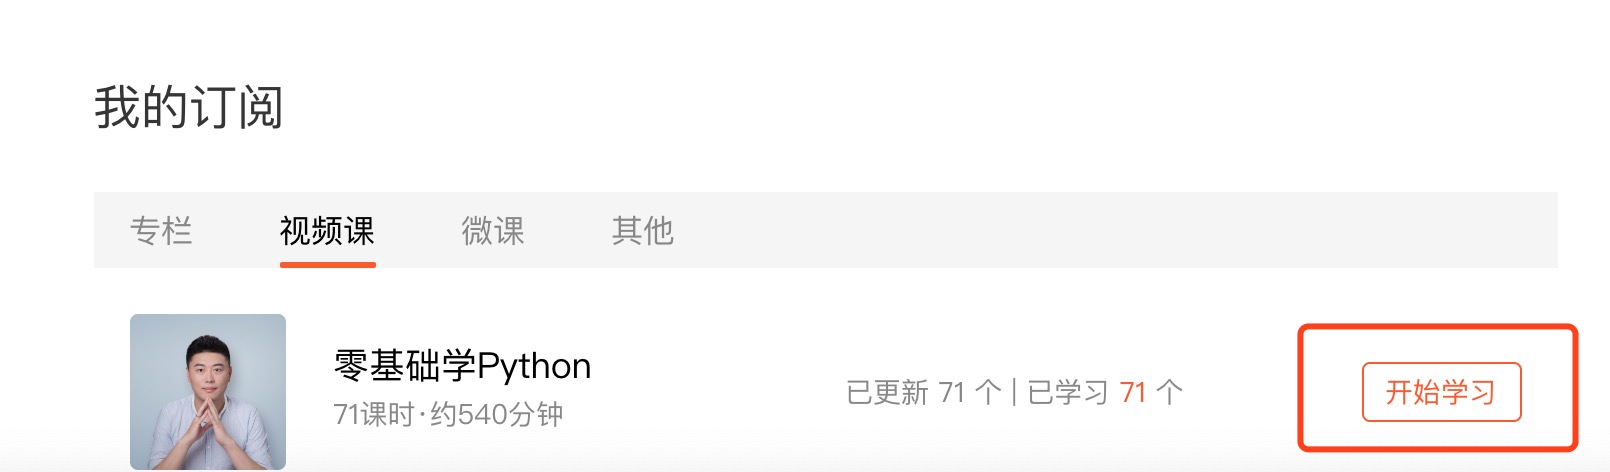 我的订阅
专栏 视频课 微课 其他
零基础学Python
71课时·约540分钟
已更新 71 个 | 已学习 71 个
开始学习